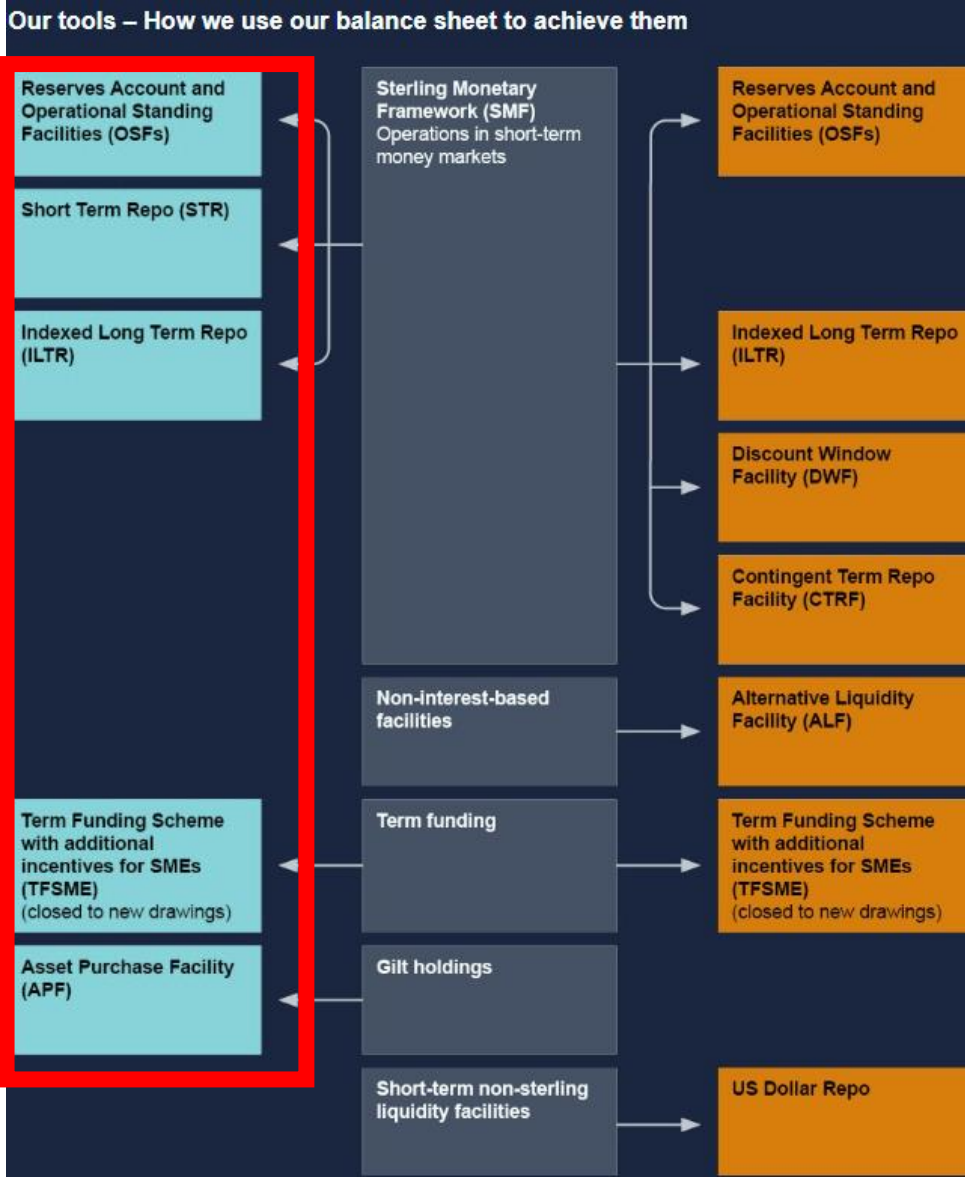 Our tools – How we use our balance sheet to achieve them
Reserves Account and
Operational Standing
Facilities (OSFs)
Short Term Repo (STR)
Indexed Long Term Repo
(ILTR)
Term Funding Scheme
with additional
incentives for SMEs
(TFSME)
(closed to new drawings)
Asset Purchase Facility
(APF)
Sterling Monetary
Framework (SMF)
Operations in short-term
money markets
Non-interest-based
facilities
Term funding
Gilt holdings
Short-term non-sterling
liquidity facilities
Reserves Account and
Operational Standing
Facilities (OSFs)
Indexed Long Term Repo
(ILTR)
Discount Window
Facility (DWF)
Contingent Term Repo
Facility (CTRF)
Alternative Liquidity
Facility (ALF)
Term Funding Scheme
with additional
incentives for SMEs
(TFSME)
(closed to new drawings)
US Dollar Repo